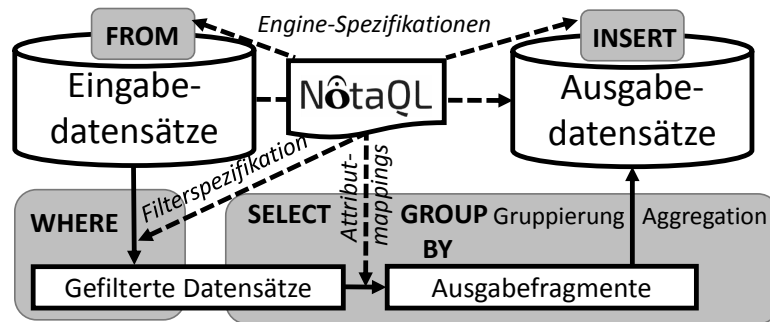 FROM
Engine-Spezifikationen
INSERT
Eingabe-
datensätze
NotaQL
Ausgabe-
datensätze
Filterspezifikation
Attribut-
mappings
WHERE
SELECT
GROUP
BY
Gruppierung
Aggregation
Gefilterte Datensätze
Ausgabefragmente